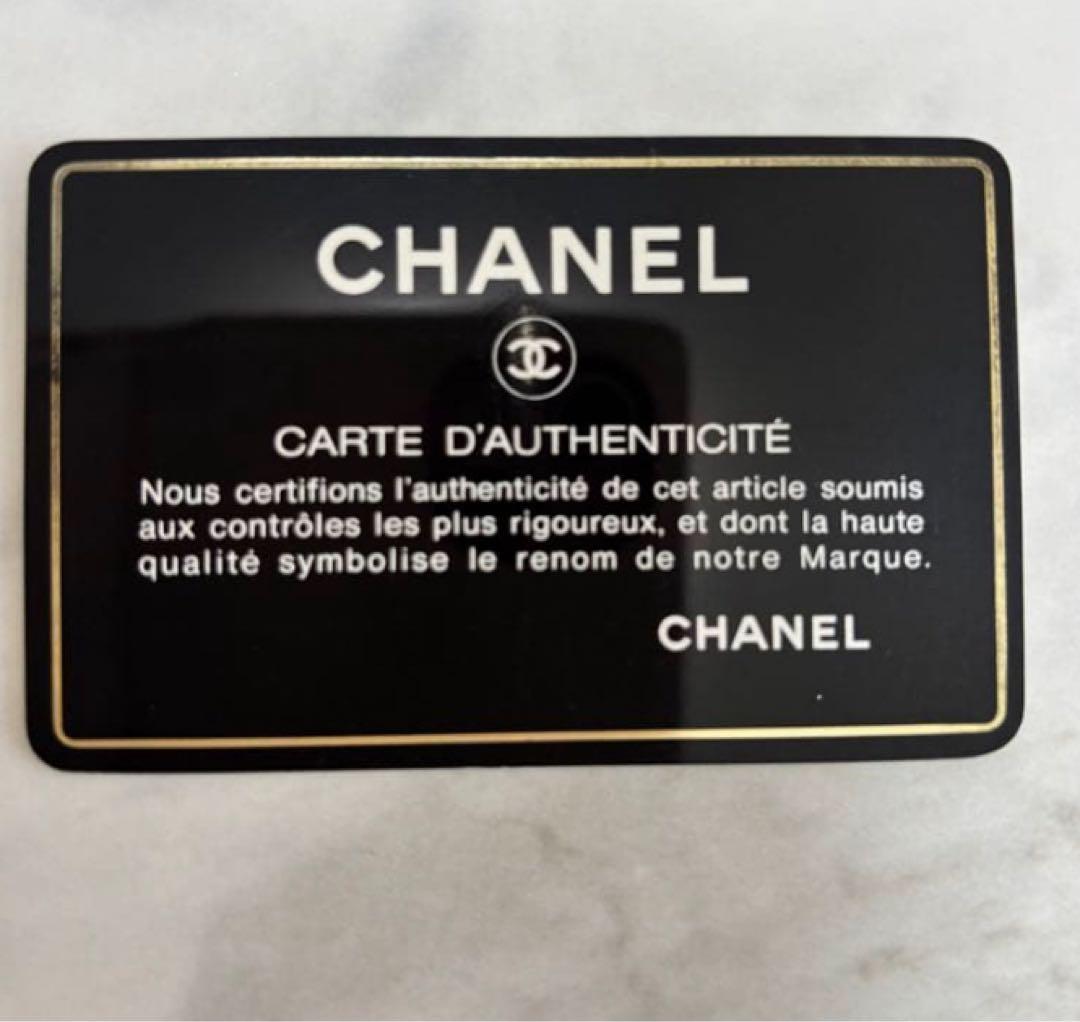 CHANEL
CARTE D'AUTHENTICITÉ
Nous certifions l'authenticité de cet article soumis
aux contrôles les plus rigoureux, et dont la haute
qualité symbolise le renom de notre Marque.
CHANEL